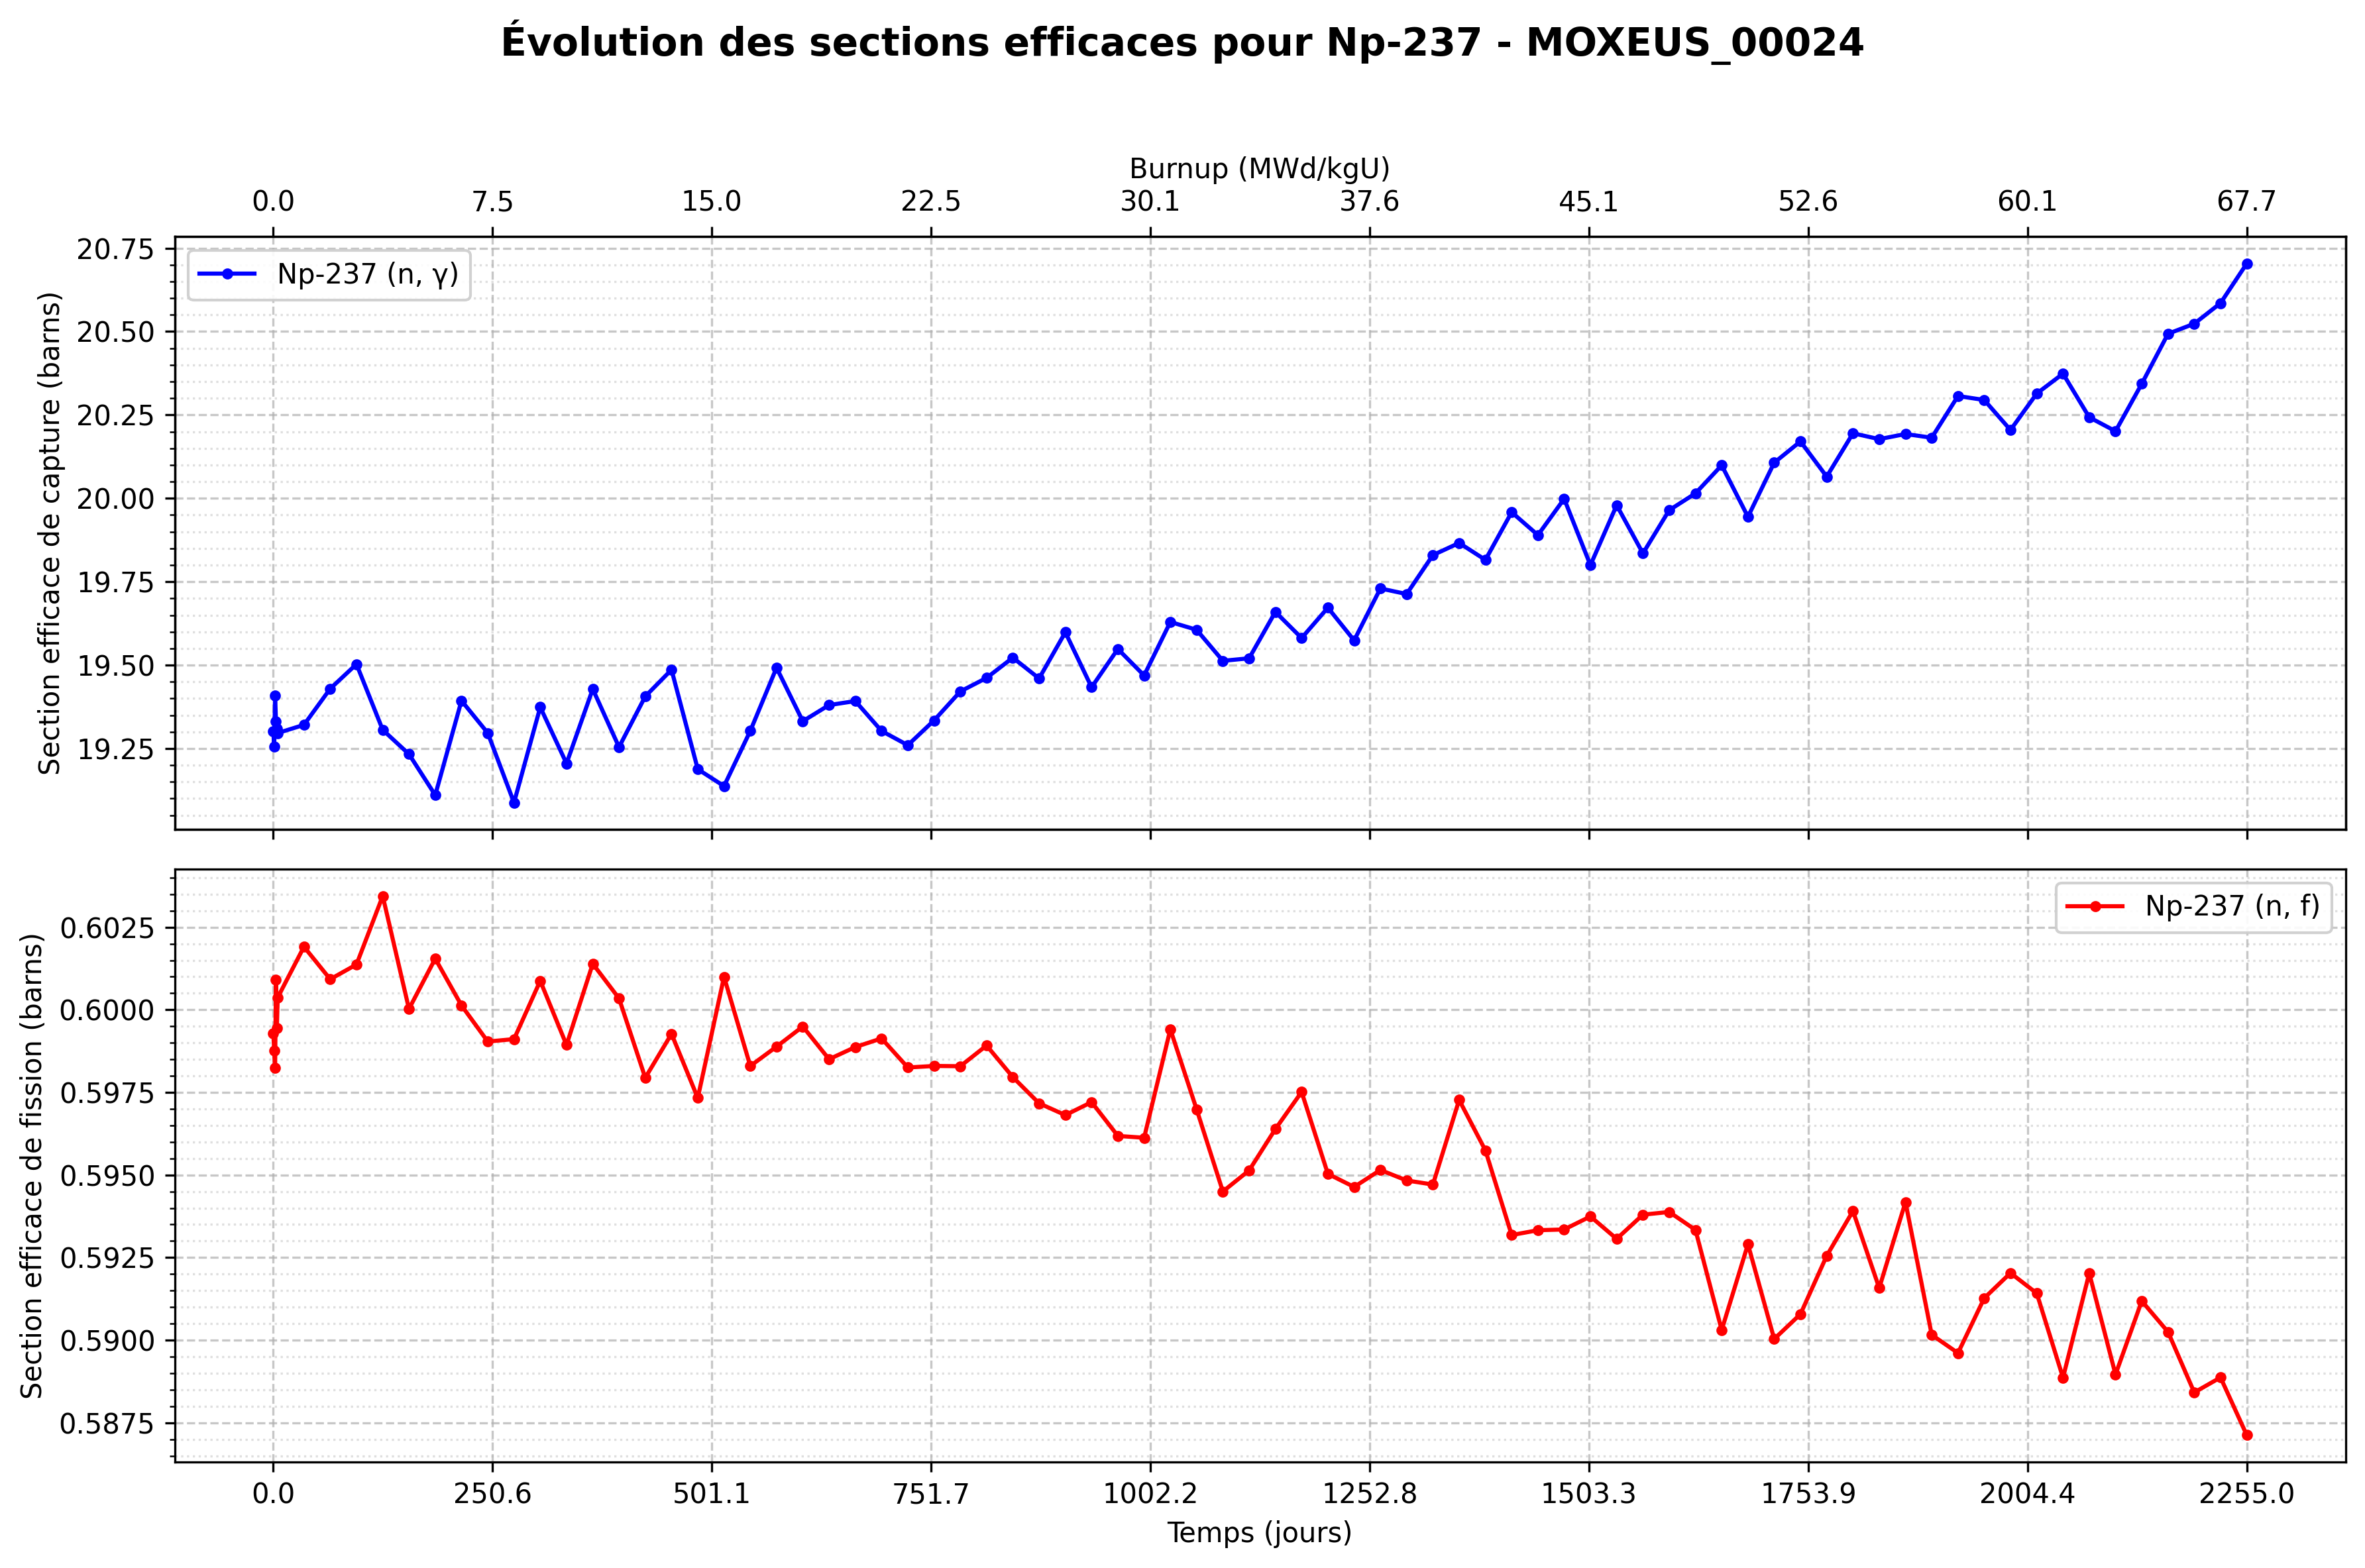 Évolution des sections efficaces pour Np-237 - MOXEUS_00024
Burnup (MWd/kgU)
0.0 7.5 15.0 22.5 30.1 37.6 45.1 52.6 60.1 67.7
Section efficace de capture (barns)
20.75
20.50
20.25
20.00
19.75
19.50
19.25
Np-237 (n, γ)
Section efficace de fission (barns)
0.6025
0.6000
0.5975
0.5950
0.5925
0.5900
0.5875
Np-237 (n, f)
0.0 250.6 501.1 751.7 1002.2 1252.8 1503.3 1753.9 2004.4 2255.0
Temps (jours)